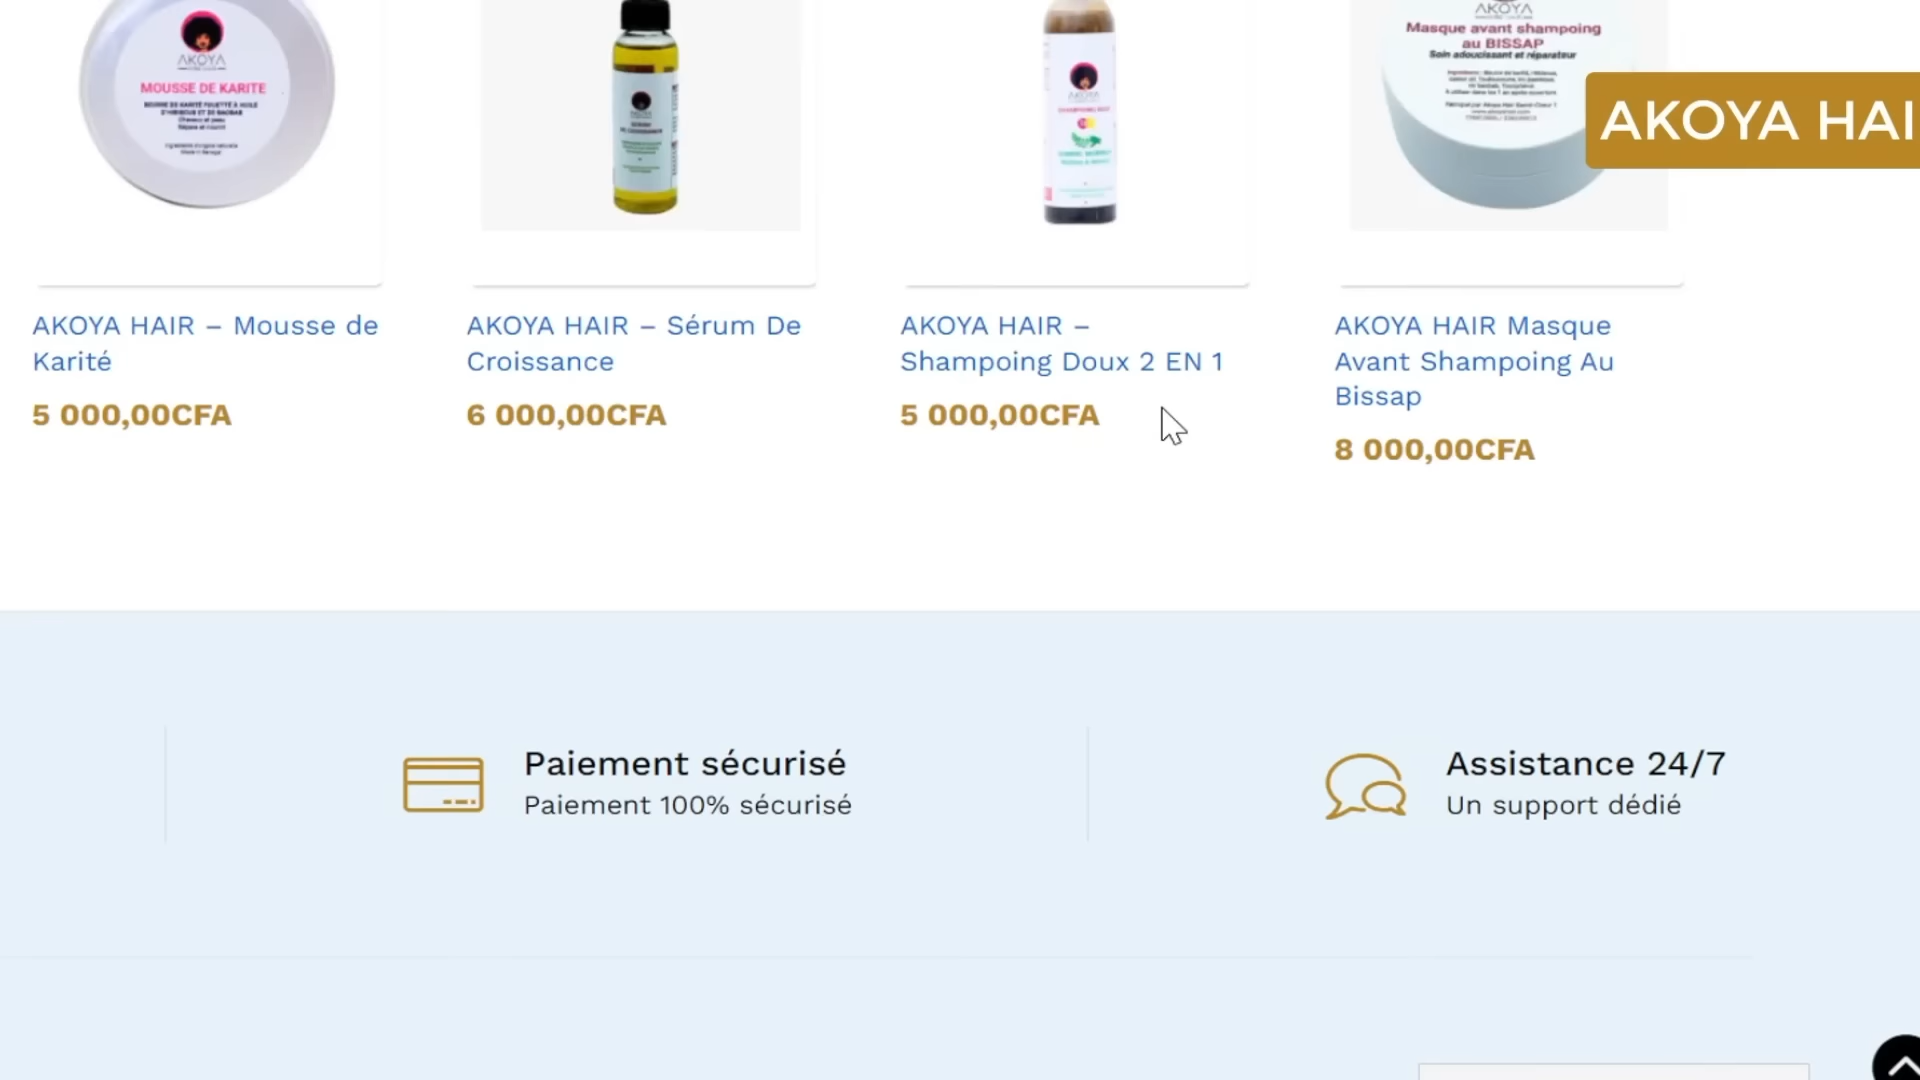 AKOYA
MOUSSE DE KARITE
AKOYA
Masque avant shampoing
au BISSAP
Soin adoucissant et réparateur
AKOYA HAI
AKOYA HAIR – Mousse de
Karité
5 000,00CFA
AKOYA HAIR – Sérum De
Croissance
6 000,00CFA
AKOYA HAIR –
Shampoing Doux 2 EN 1
5 000,00CFA
AKOYA HAIR Masque
Avant Shampoing Au
Bissap
8 000,00CFA
Paiement sécurisé
Paiement 100% sécurisé
Assistance 24/7
Un support dédié